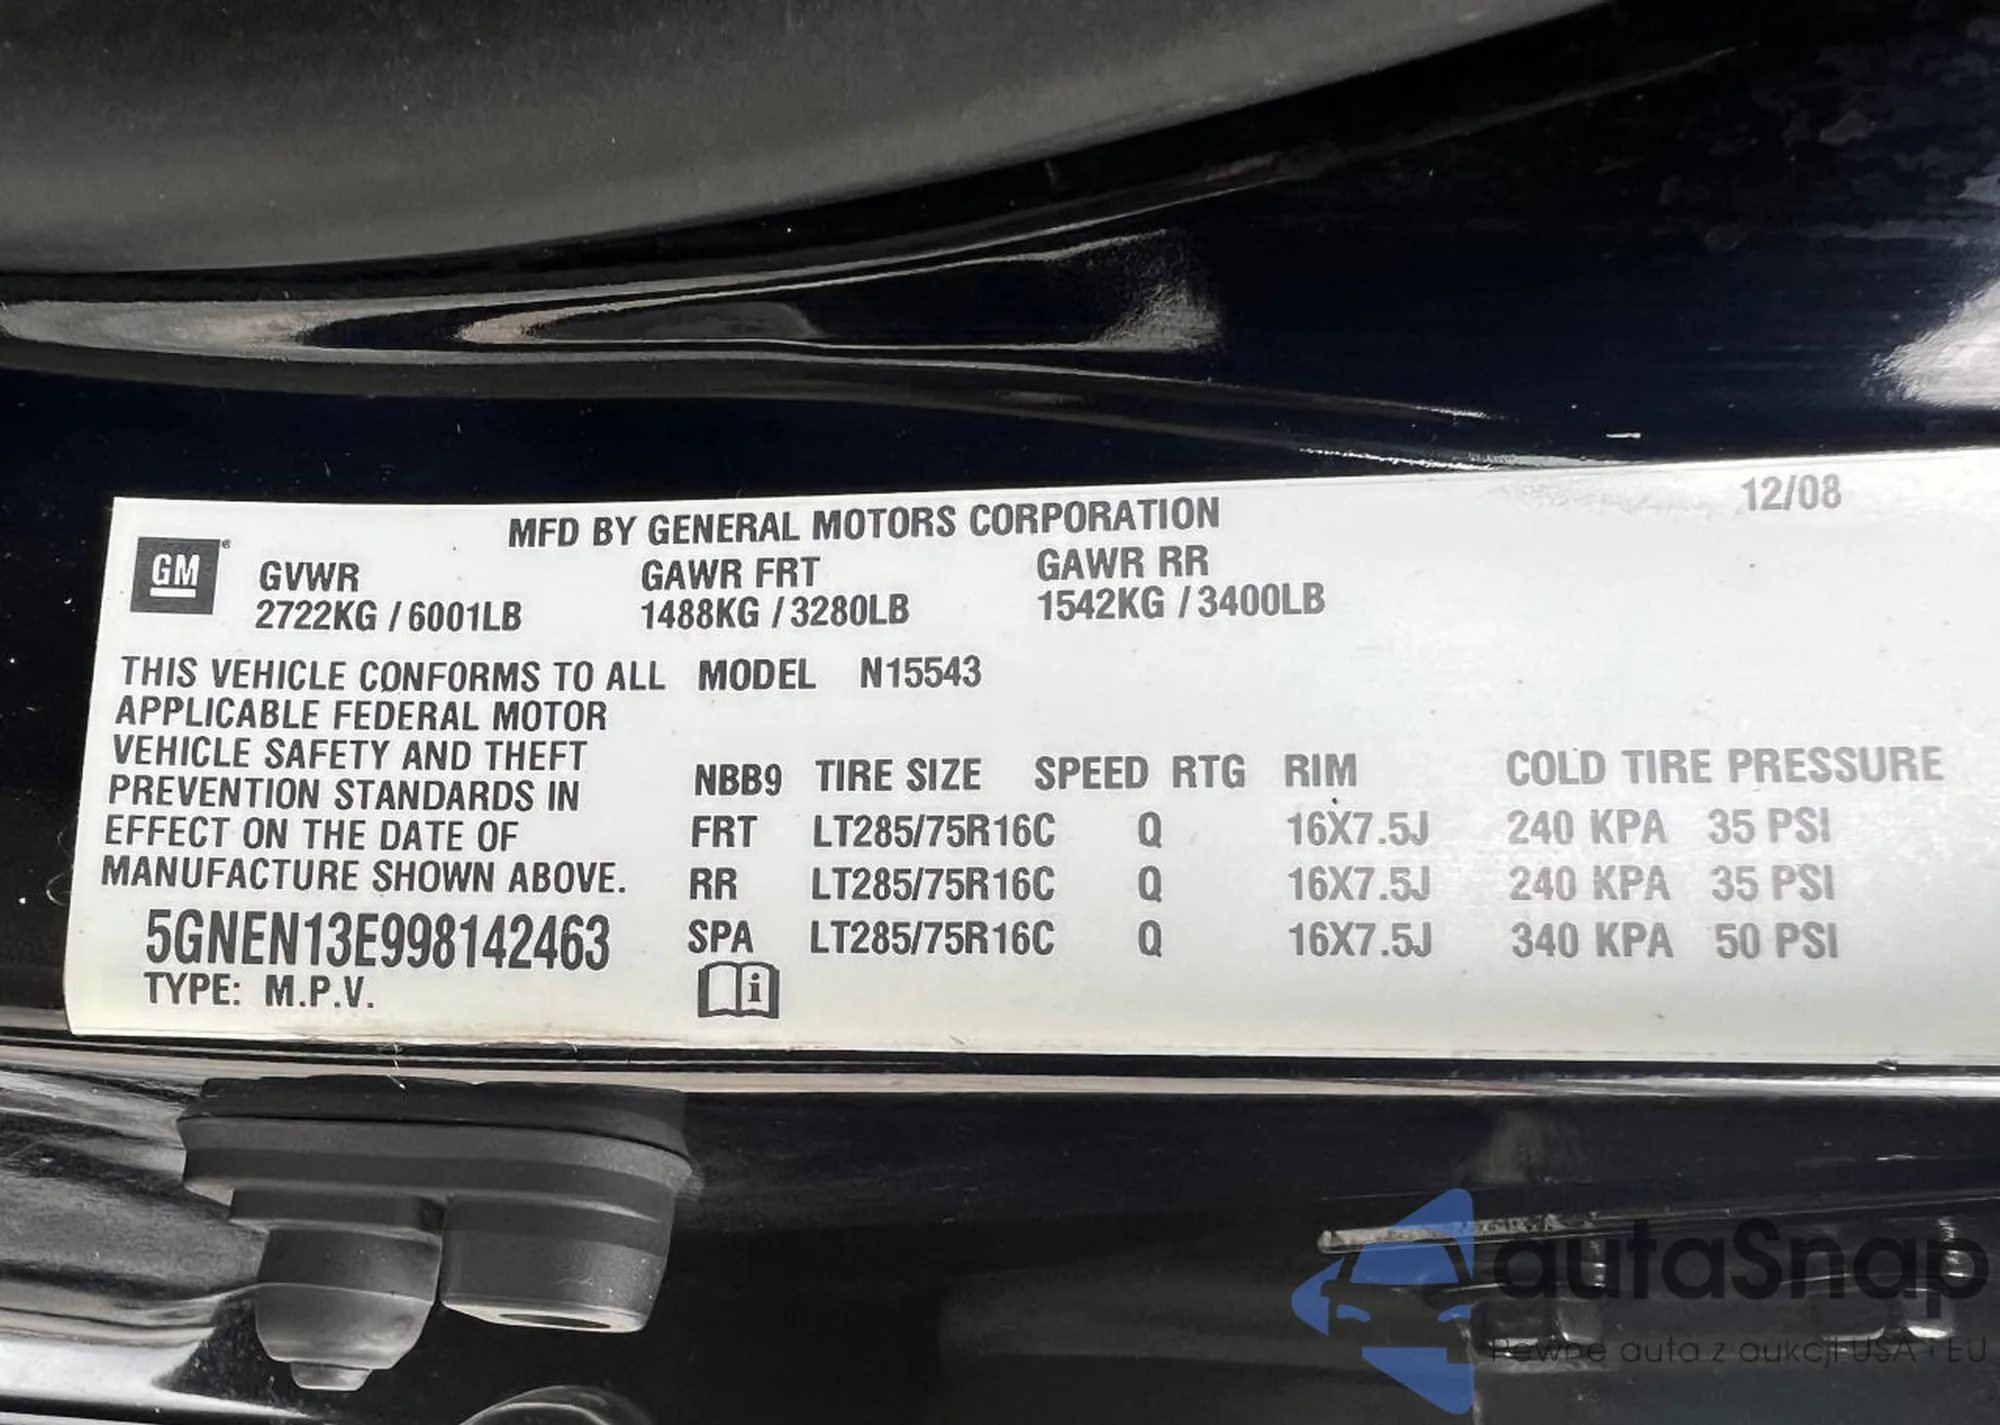 12/08
MFD BY GENERAL MOTORS CORPORATION
GM
GVWR GAWR FRT GAWR RR
2722KG / 6001LB 1488KG / 3280LB 1542KG / 3400LB
THIS VEHICLE CONFORMS TO ALL MODEL N15543
APPLICABLE FEDERAL MOTOR
VEHICLE SAFETY AND THEFT
PREVENTION STANDARDS IN
EFFECT ON THE DATE OF
MANUFACTURE SHOWN ABOVE.
5GNEN13E998142463
TYPE: M.P.V.
NBB9 TIRE SIZE SPEED RTG RIM COLD TIRE PRESSURE
FRT LT285/75R16C Q 16X7.5J 240 KPA 35 PSI
RR LT285/75R16C Q 16X7.5J 240 KPA 35 PSI
SPA LT285/75R16C Q 16X7.5J 340 KPA 50 PSI
i
autaSnap
Pewne auta z aukcji USA i EU